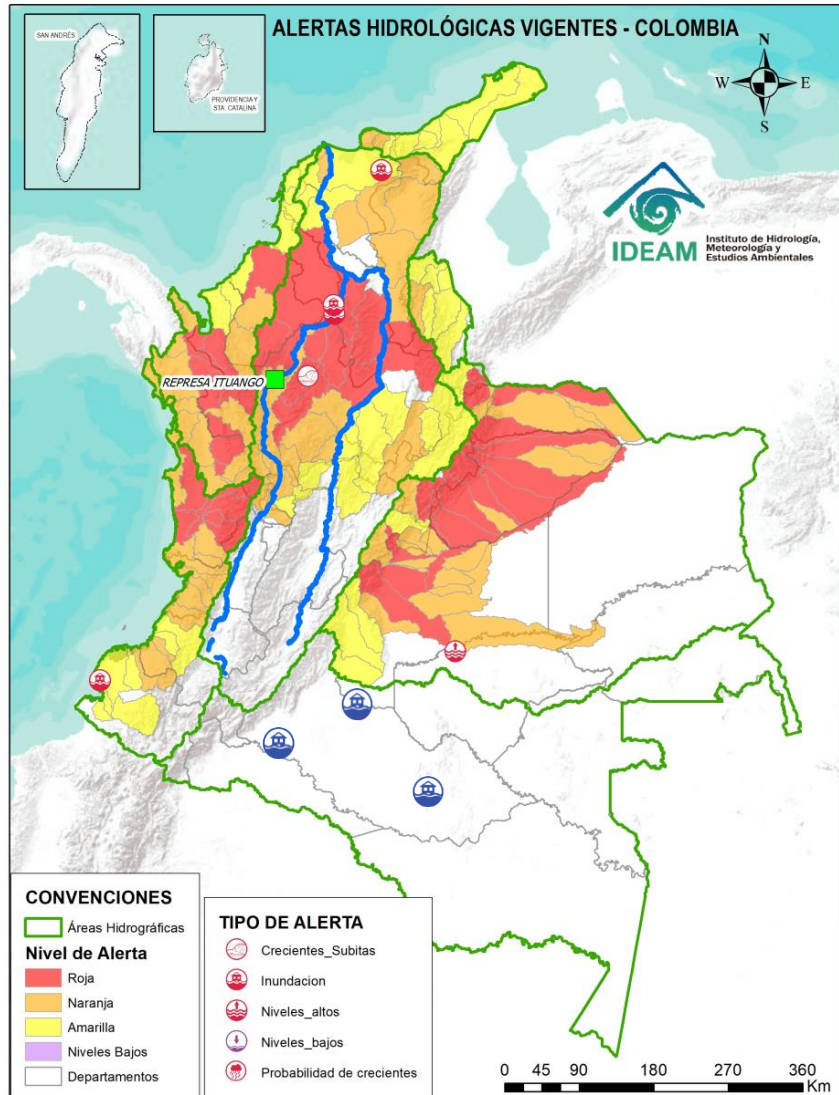 ALERTAS HIDROLÓGICAS VIGENTES - COLOMBIA
SAN ANDRÉS
PROVIDENCIA Y
STA. CATALINA
N
W
E
S
IDEAM
Instituto de Hidrología,
Meteorología y
Estudios Ambientales
REPRESA ITUANGO
CONVENCIONES
Áreas Hidrográficas
Nivel de Alerta
Roja
Naranja
Amarilla
Niveles Bajos
Departamentos
TIPO DE ALERTA
Crecientes_Subitas
Inundacion
Niveles_altos
Niveles_bajos
Probabilidad de crecientes
0 45 90 180 270 360
Km